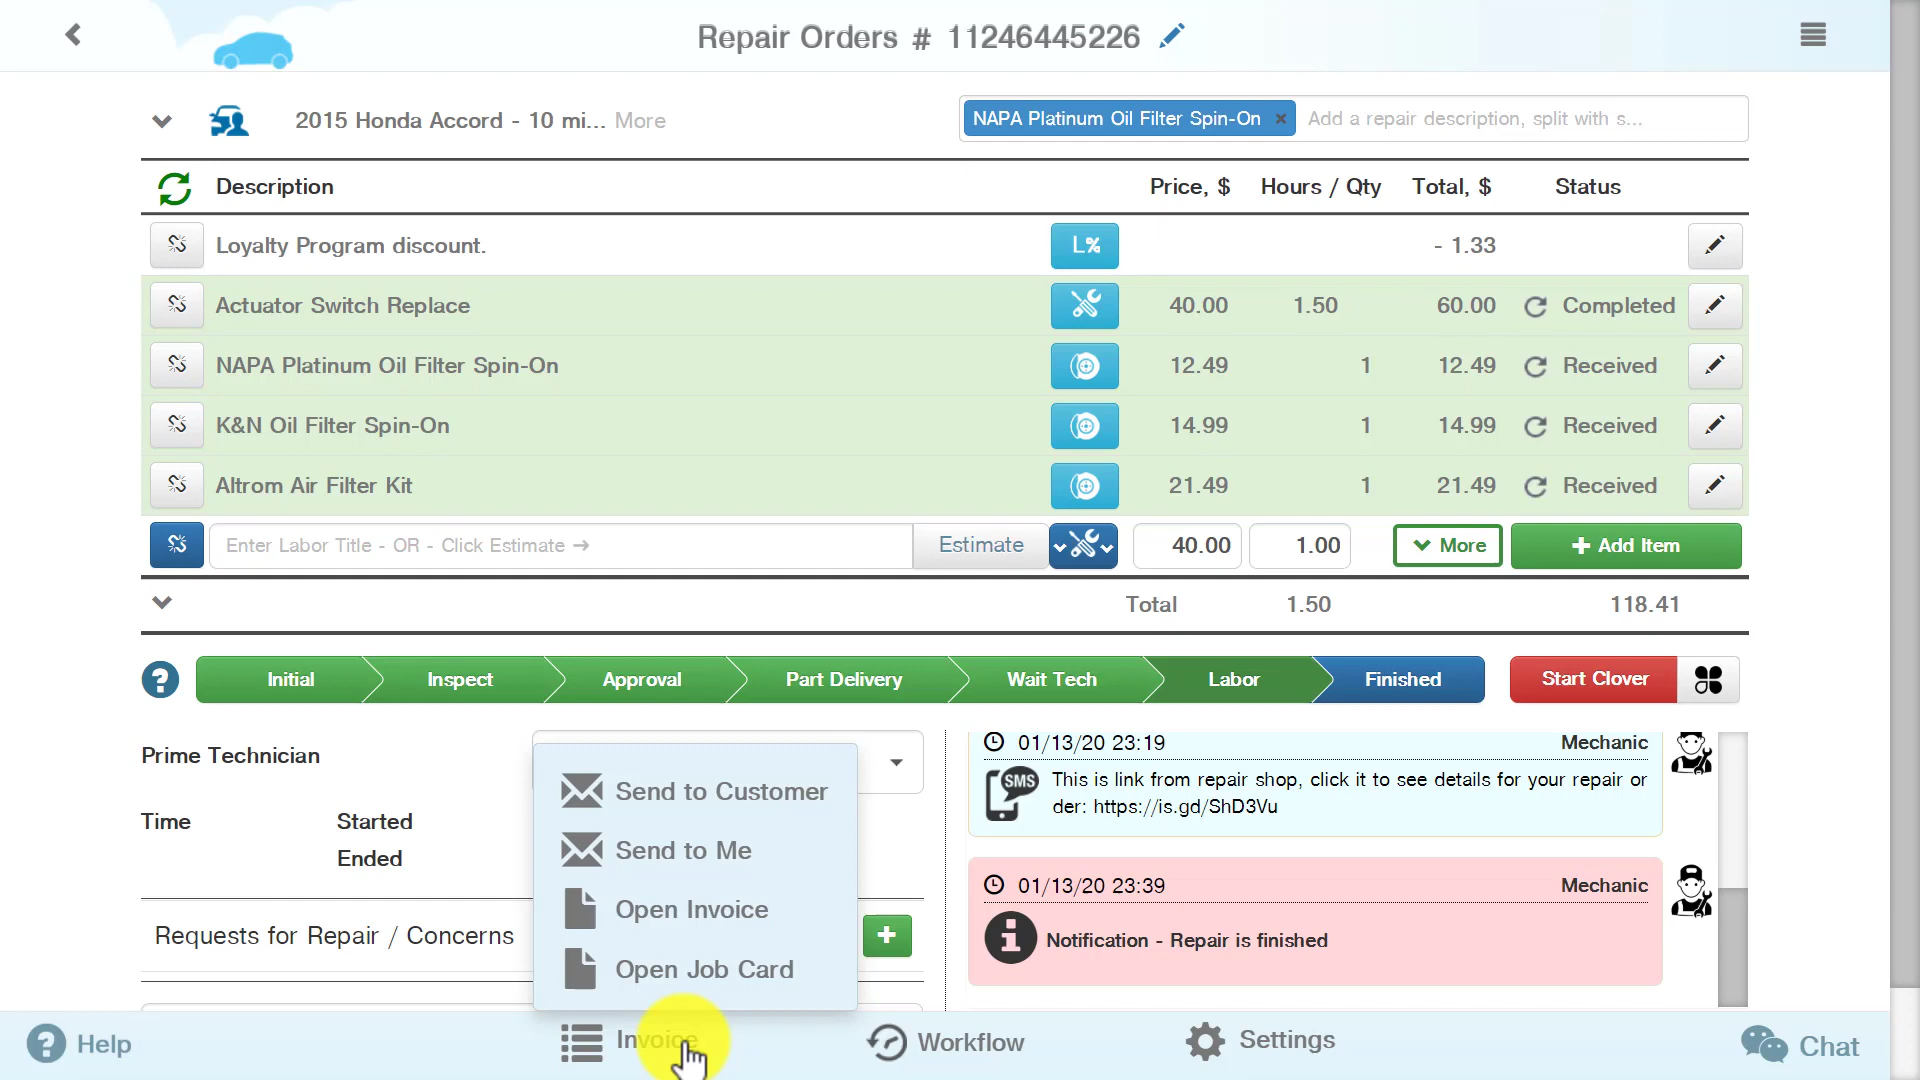 Repair Orders # 11246445226
2015 Honda Accord - 10 mi... More
NAPA Platinum Oil Filter Spin-On × Add a repair description, split with s...
Description Price, $ Hours / Qty Total, $ Status
Loyalty Program discount. L% - 1.33
Actuator Switch Replace 40.00 1.50 60.00 Completed
NAPA Platinum Oil Filter Spin-On 12.49 1 12.49 Received
K&N Oil Filter Spin-On 14.99 1 14.99 Received
Altrom Air Filter Kit 21.49 1 21.49 Received
Enter Labor Title - OR - Click Estimate → Estimate 40.00 1.00 More + Add Item
Total 1.50 118.41
? Initial Inspect Approval Part Delivery Wait Tech Labor Finished Start Clover
Prime Technician
Time Started
Ended
Requests for Repair / Concerns +
Send to Customer
Send to Me
Open Invoice
Open Job Card
01/13/20 23:19 Mechanic
SMS This is link from repair shop, click it to see details for your repair or
der: https://is.gd/ShD3Vu
01/13/20 23:39 Mechanic
Notification - Repair is finished
? Help Invoice Workflow Settings Chat